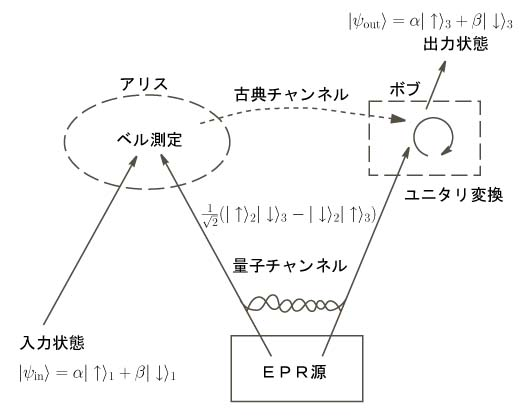 |ψout⟩ = α|↑⟩3 + β|↓⟩3
出力状態
アリス
ボブ
古典チャンネル
ベル測定
ユニタリ変換
1/√2(|↑⟩2|↓⟩3 − |↓⟩2|↑⟩3)
量子チャンネル
入力状態
|ψin⟩ = α|↑⟩1 + β|↓⟩1
ＥＰＲ源